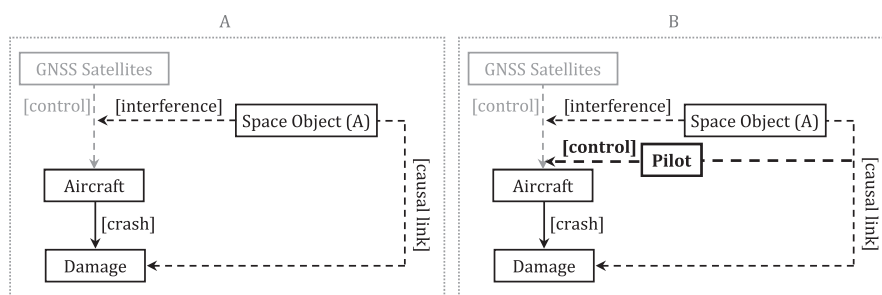 A
GNSS Satellites
[control]
[interference]
Space Object (A)
Aircraft
[causal link]
[crash]
Damage
B
GNSS Satellites
[control]
[interference]
Space Object (A)
[control]
Pilot
Aircraft
[causal link]
[crash]
Damage